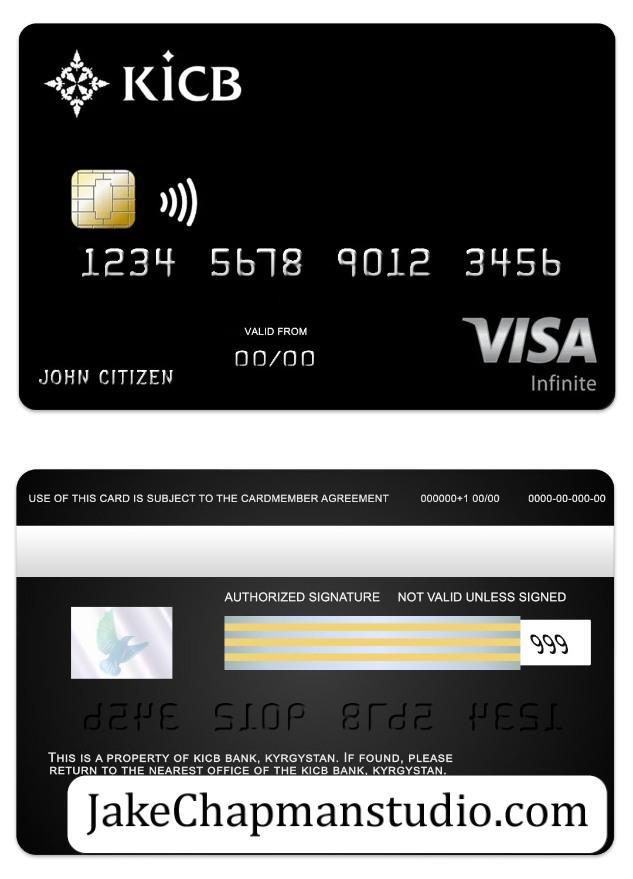 KICB
1234 5678 9012 3456
VALID FROM
00/00
JOHN CITIZEN
VISA
Infinite
USE OF THIS CARD IS SUBJECT TO THE CARDMEMBER AGREEMENT 000000+1 00/00 0000-00-000-00
AUTHORIZED SIGNATURE NOT VALID UNLESS SIGNED
999
THIS IS A PROPERTY OF KICB BANK, KYRGYSTAN. IF FOUND, PLEASE
RETURN TO THE NEAREST OFFICE OF THE KICB BANK, KYRGYSTAN.
JakeChapmanstudio.com